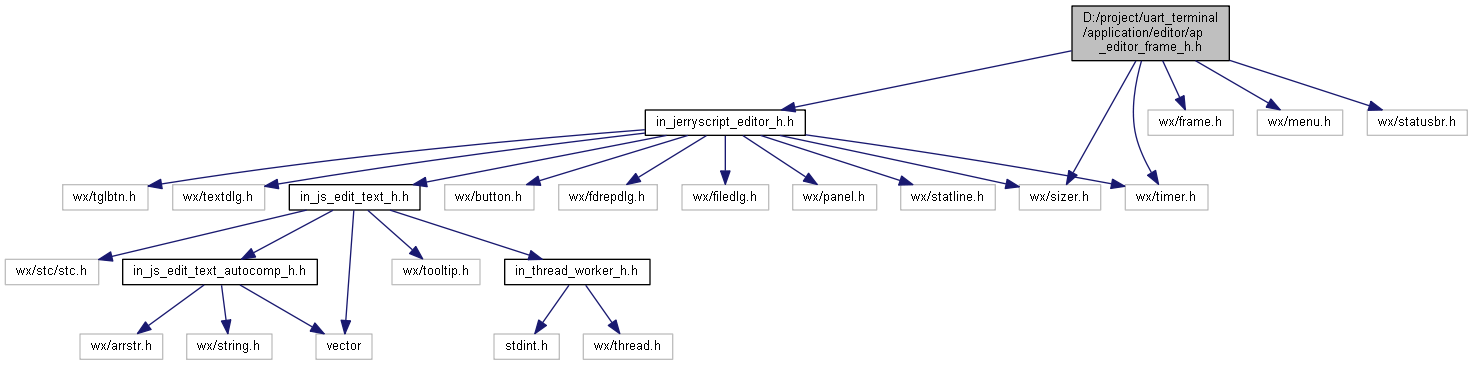 D:/project/uart_terminal
/application/editor/ap
_editor_frame_h.h
in_jerryscript_editor_h.h
wx/frame.h
wx/menu.h
wx/statusbr.h
wx/tglbtn.h
wx/textdlg.h
in_js_edit_text_h.h
wx/button.h
wx/fdrepdlg.h
wx/filedlg.h
wx/panel.h
wx/statline.h
wx/sizer.h
wx/timer.h
wx/stc/stc.h
in_js_edit_text_autocomp_h.h
wx/tooltip.h
in_thread_worker_h.h
wx/arrstr.h
wx/string.h
vector
stdint.h
wx/thread.h